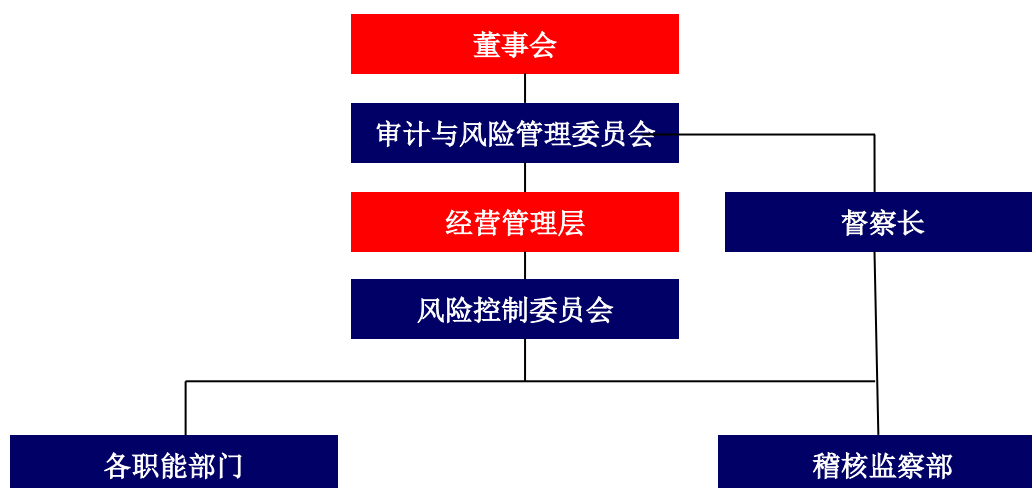 董事会
审计与风险管理委员会
经营管理层
督察长
风险控制委员会
各职能部门
稽核监察部